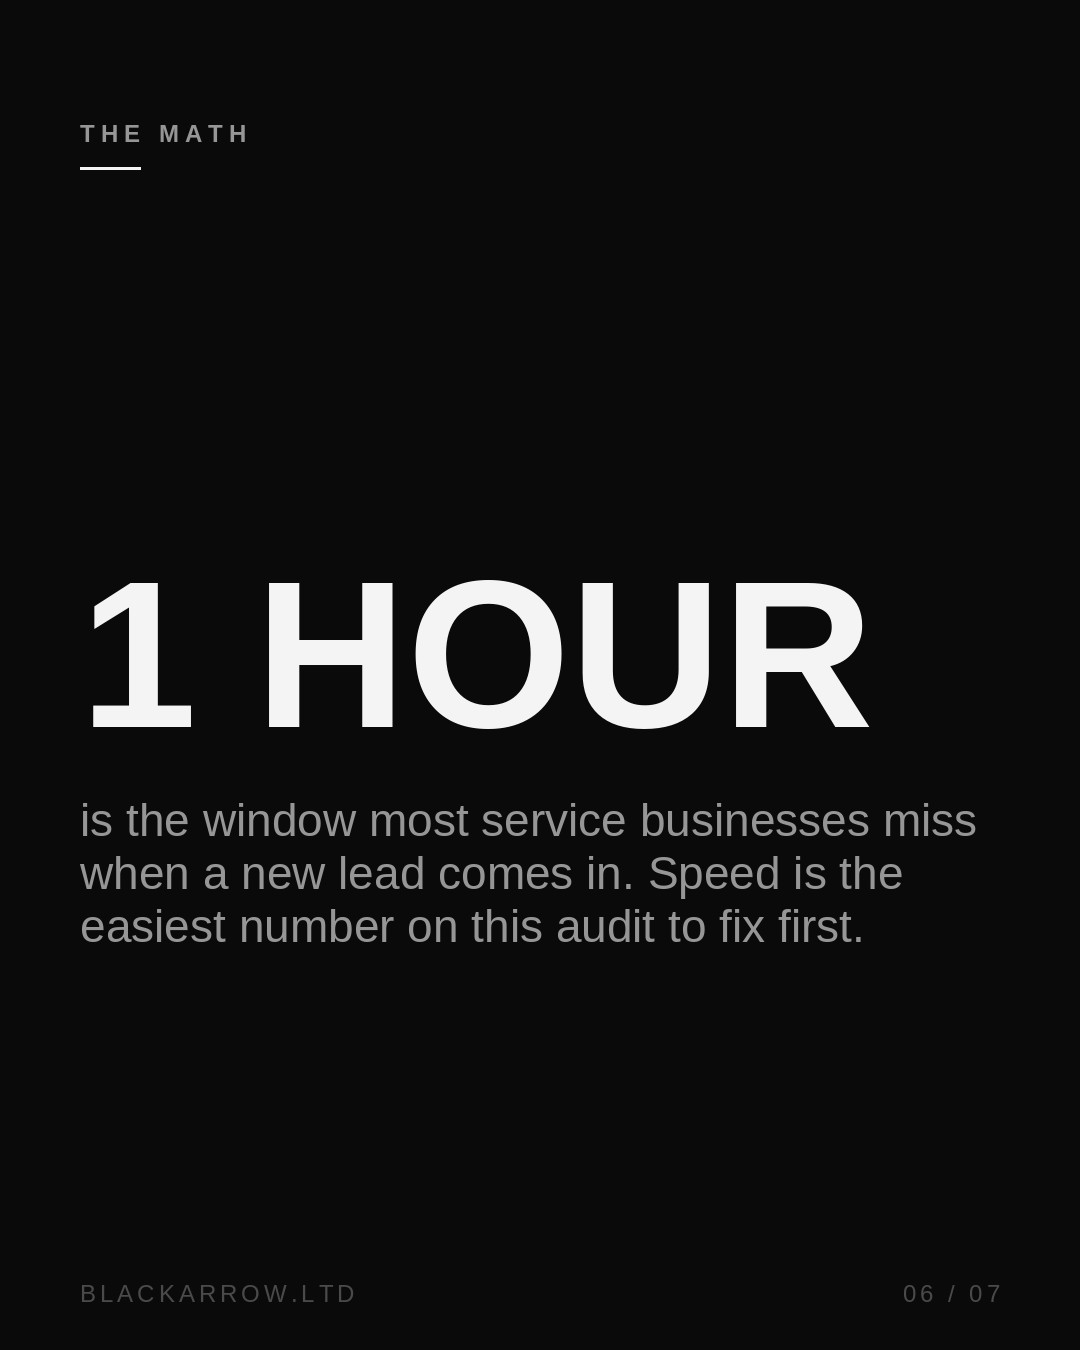 THE MATH
1 HOUR
is the window most service businesses miss
when a new lead comes in. Speed is the
easiest number on this audit to fix first.
BLACKARROW.LTD
06 / 07